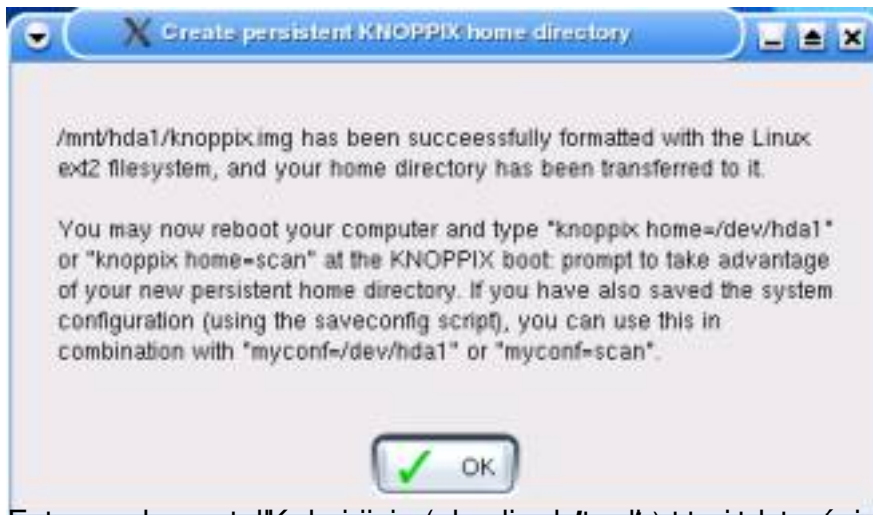 Create persistent KNOPPIX home directory
/mnt/hda1/knoppix.img has been succeessfully formatted with the Linux
ext2 filesystem, and your home directory has been transferred to it.
You may now reboot your computer and type "knoppix home=/dev/hda1"
or "knoppix home=scan" at the KNOPPIX boot: prompt to take advantage
of your new persistent home directory. If you have also saved the system
configuration (using the saveconfig script), you can use this in
combination with "myconf=/dev/hda1" or "myconf=scan".
OK